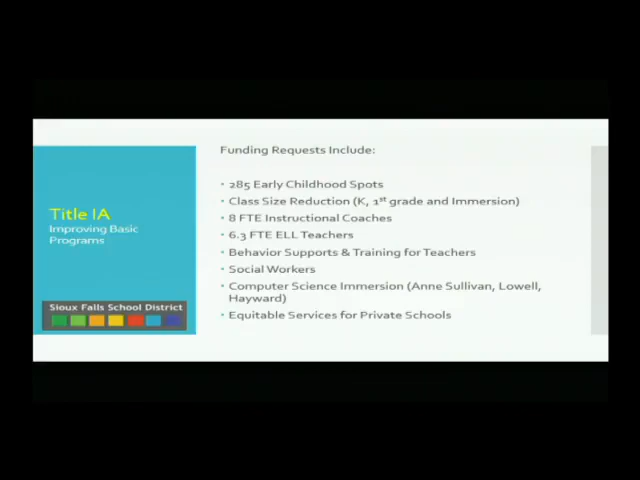 Funding Requests Include:
• 285 Early Childhood Spots
• Class Size Reduction (K, 1st grade and Immersion)
• 8 FTE Instructional Coaches
• 6.3 FTE ELL Teachers
• Behavior Supports & Training for Teachers
• Social Workers
• Computer Science Immersion (Anne Sullivan, Lowell,
Hayward)
• Equitable Services for Private Schools
Title IA
Improving Basic
Programs
Sioux Falls School District